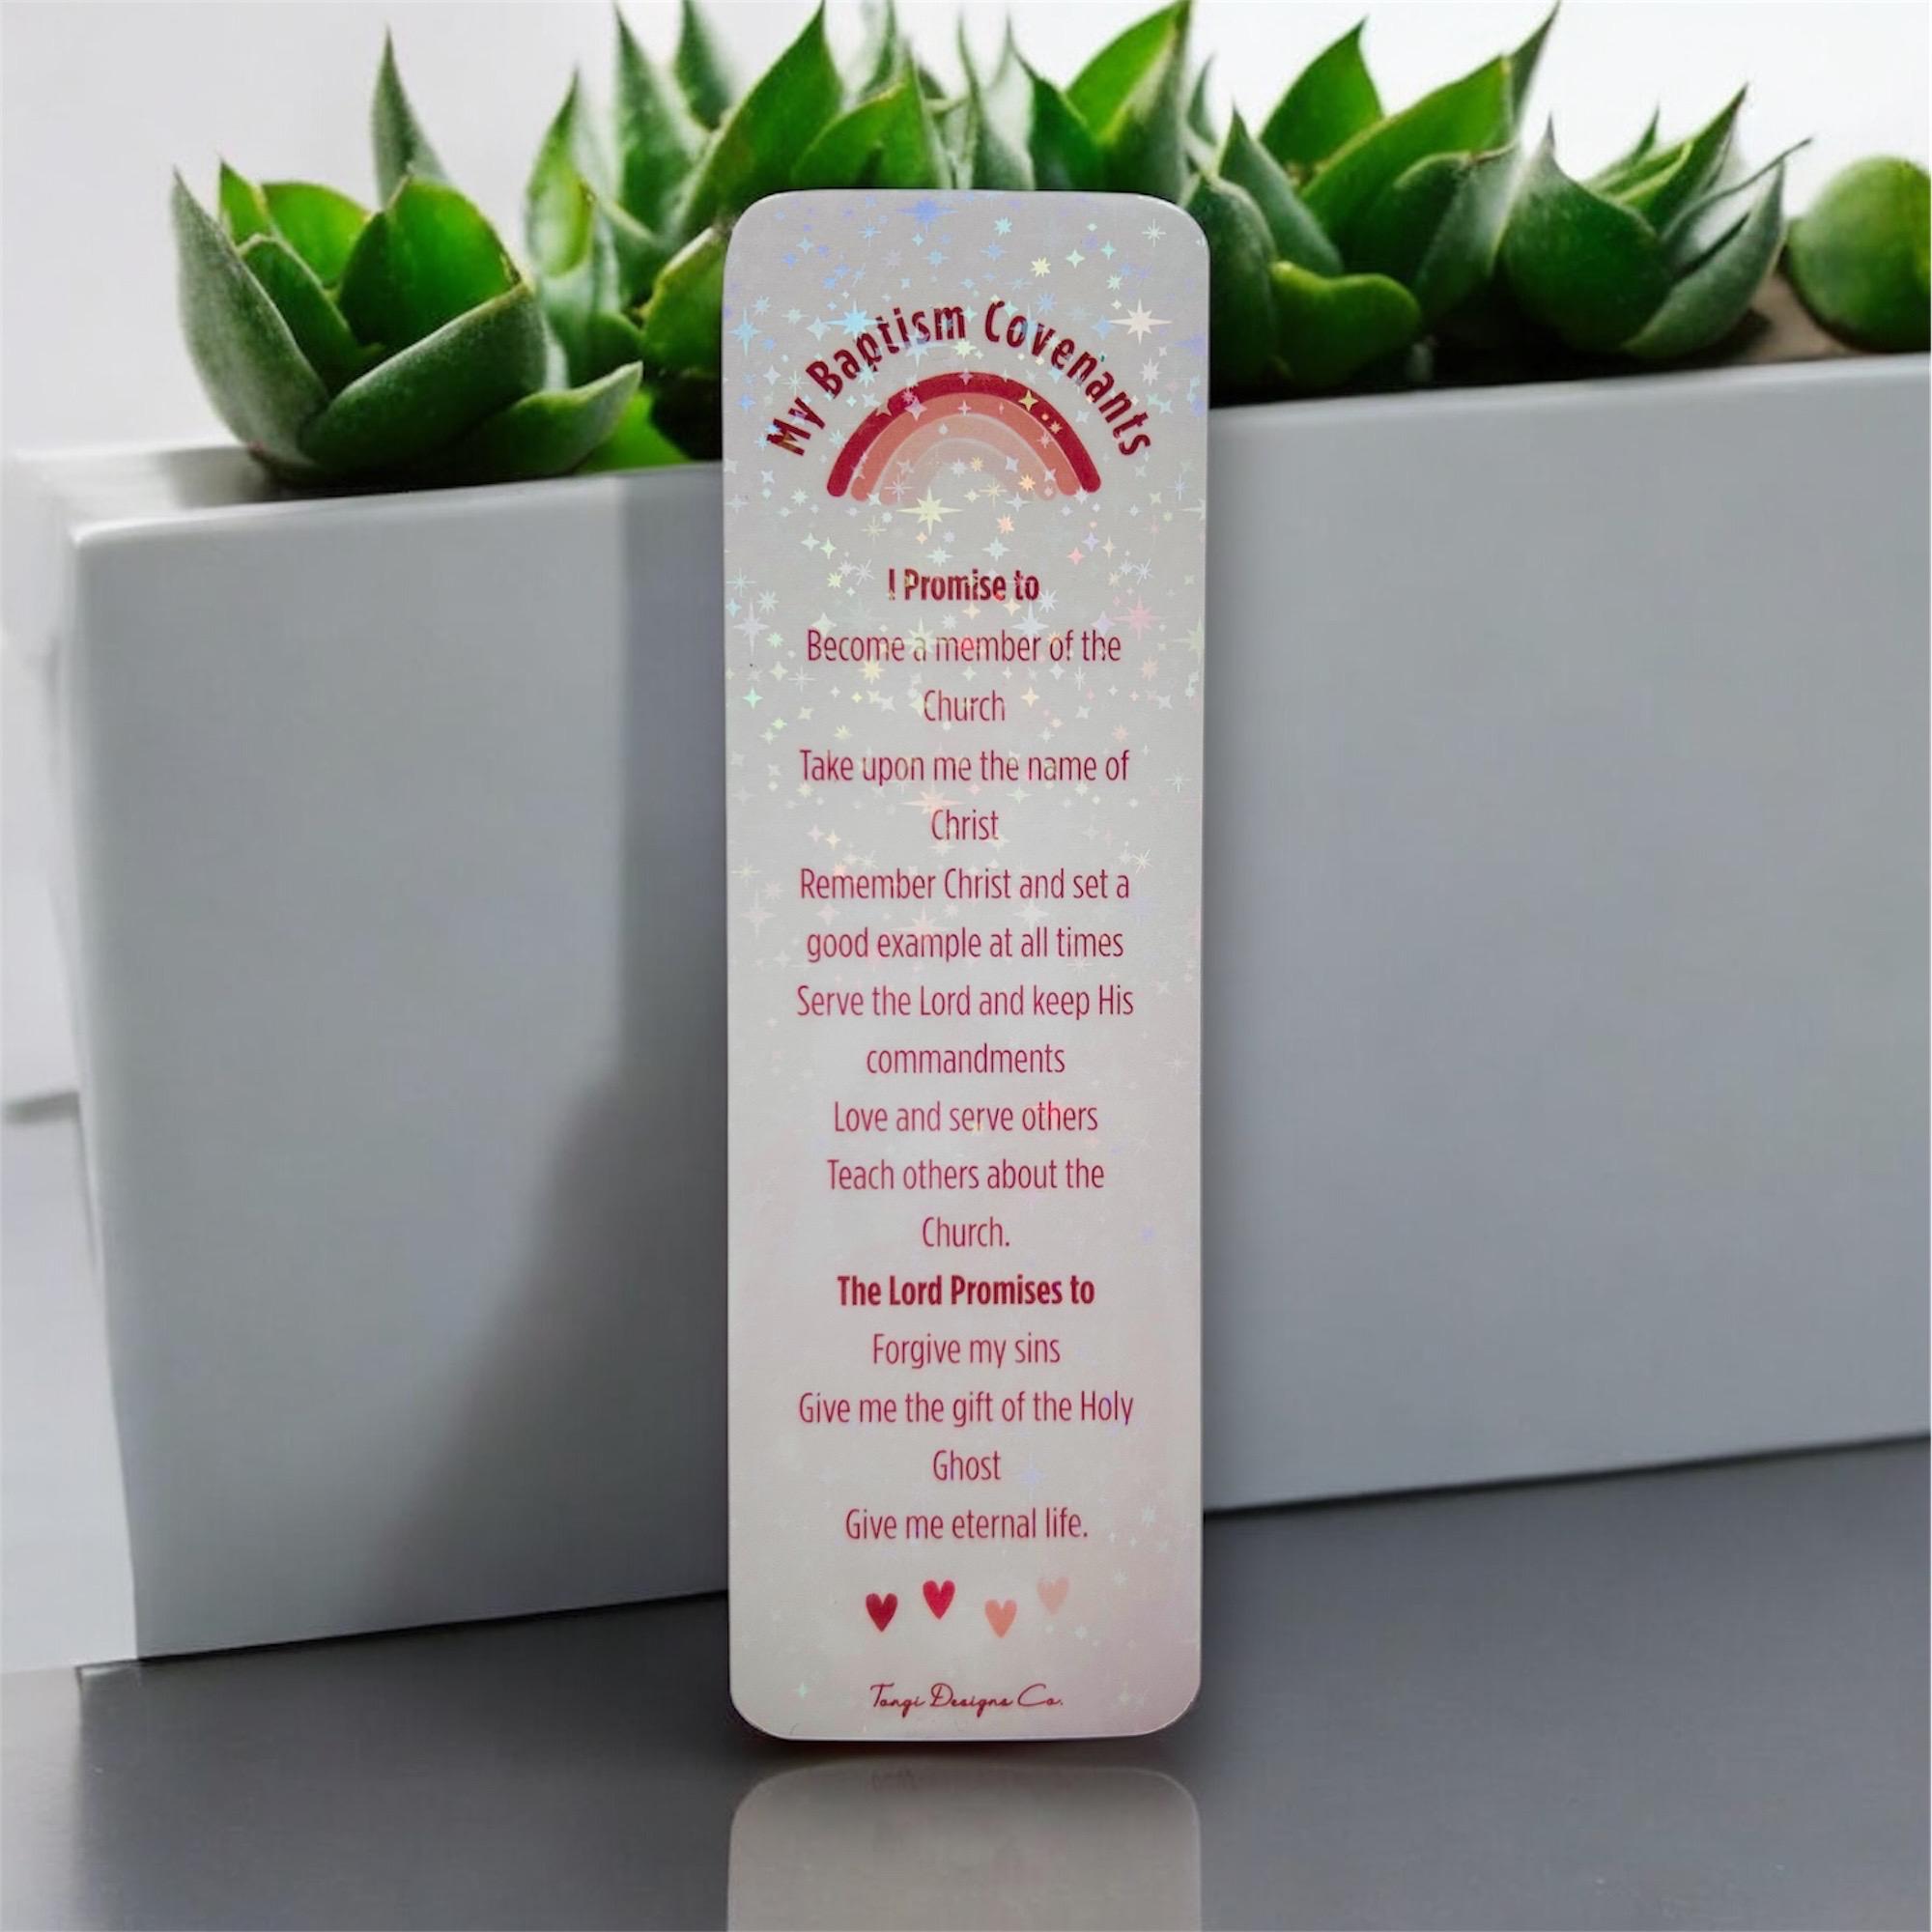 My Baptism Covenants
I Promise to
Become a member of the
Church
Take upon me the name of
Christ
Remember Christ and set a
good example at all times
Serve the Lord and keep His
commandments
Love and serve others
Teach others about the
Church.
The Lord Promises to
Forgive my sins
Give me the gift of the Holy
Ghost
Give me eternal life.
Tangi Designs Co.